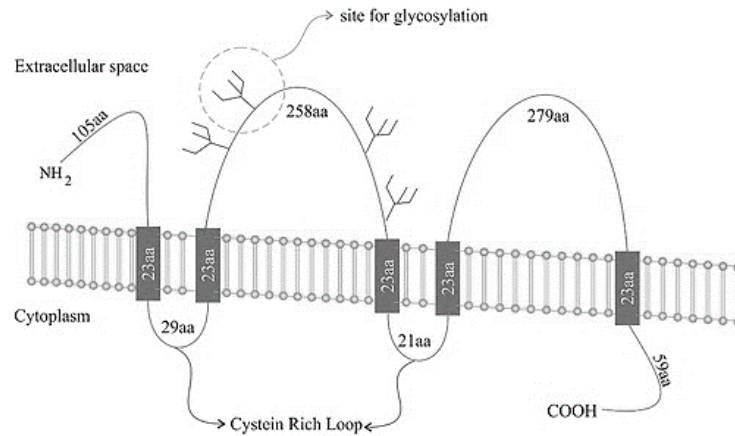 site for glycosylation
Extracellular space
105aa
258aa
279aa
NH2
23aa
23aa
23aa
23aa
23aa
Cytoplasm
29aa
21aa
59aa
COOH
Cystein Rich Loop